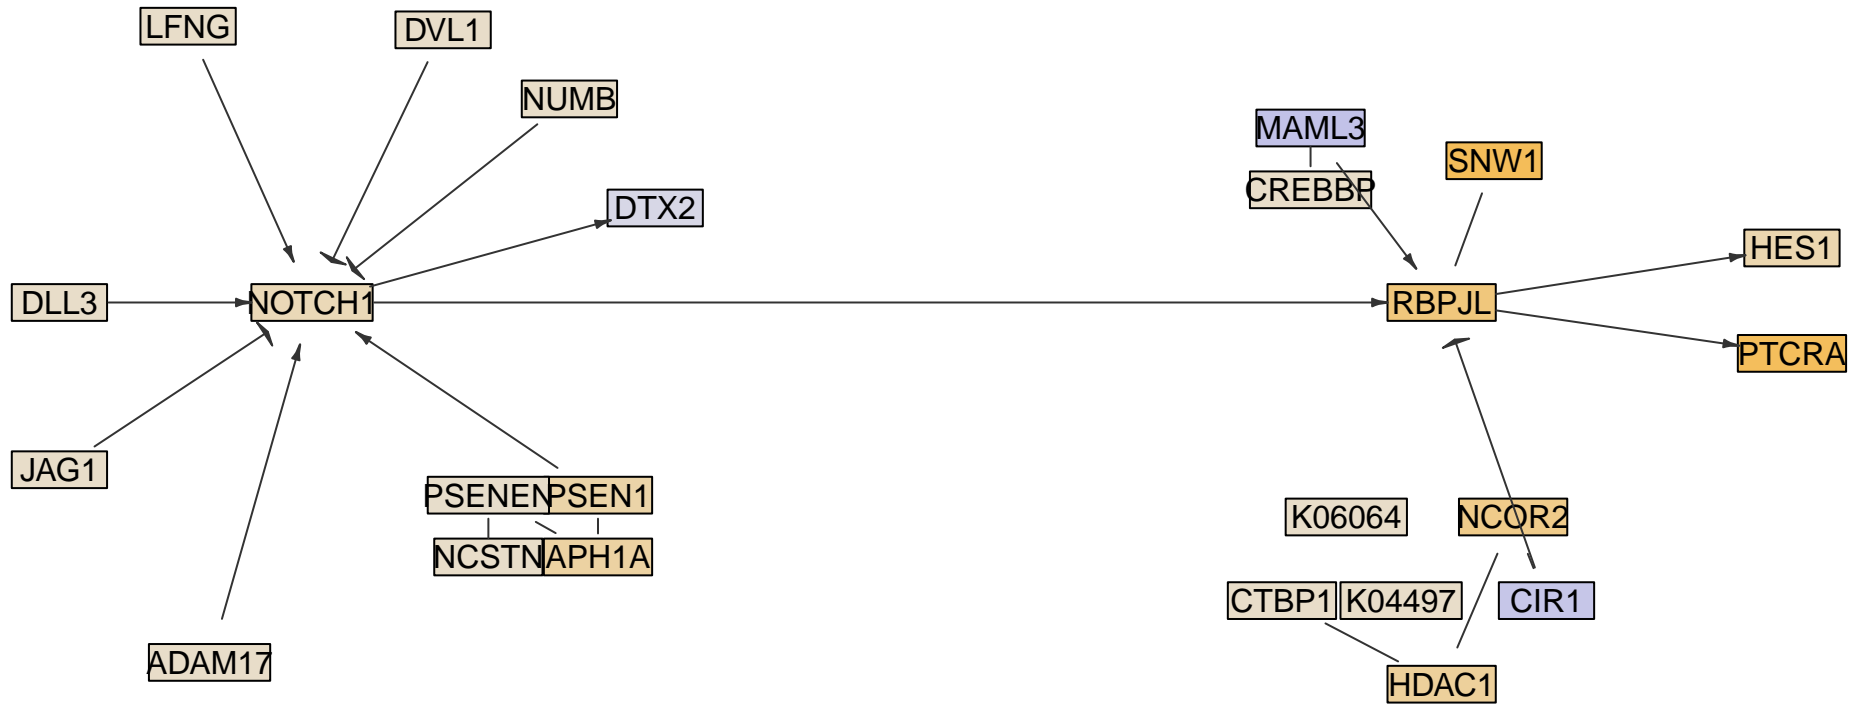 LFNG
DVL1
NUMB
MAML3
SNW1
CREBBP
DTX2
HES1
DLL3
NOTCH1
RBPJL
PTCRA
JAG1
PSENEN
PSEN1
K06064
NCOR2
NCSTN
APH1A
CTBP1
K04497
CIR1
ADAM17
HDAC1